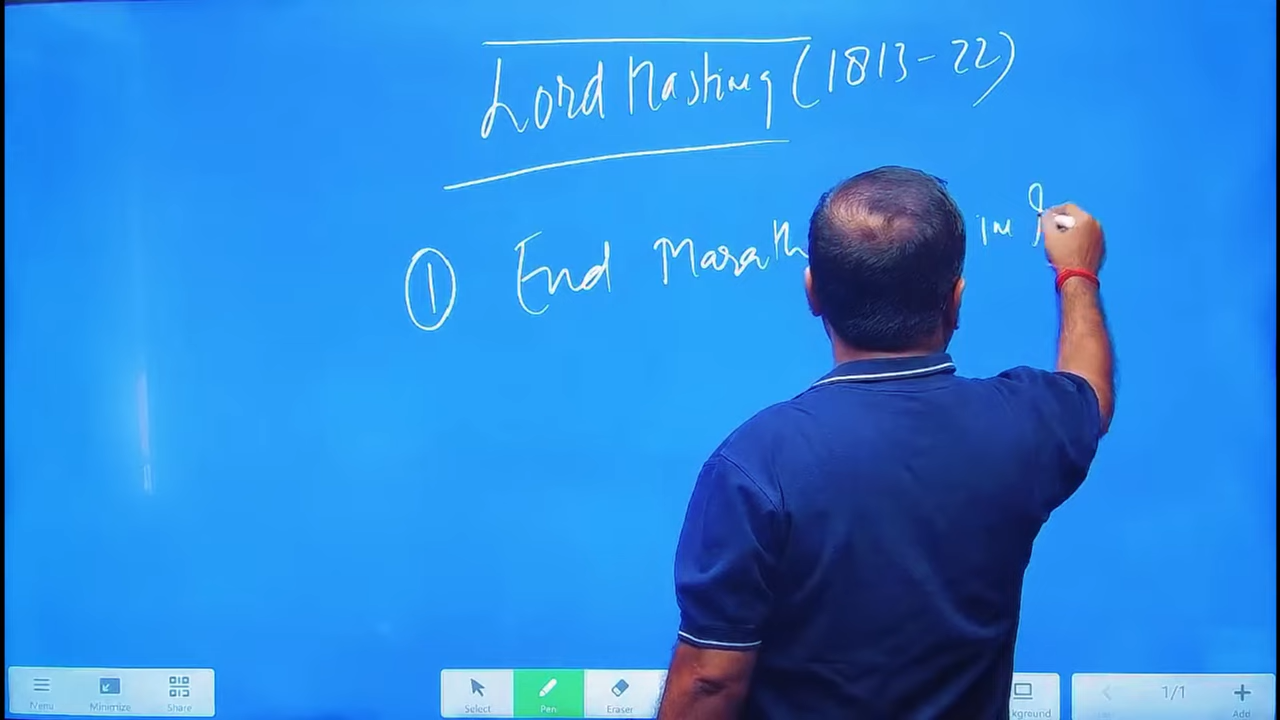 Lord Hasting (1813-22)
① End Marath in
Menu Minimize Share Select Pen Eraser 1/1 Add